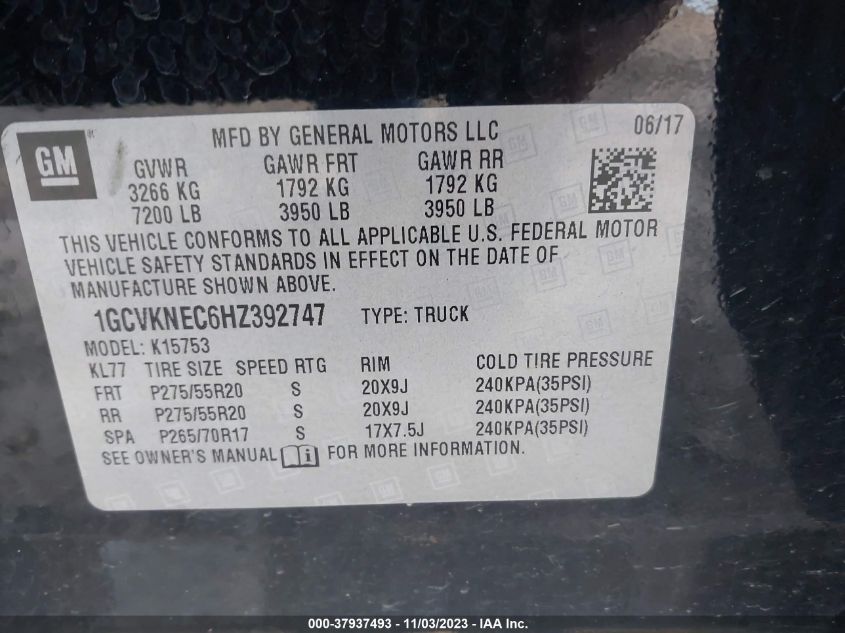 GM
MFD BY GENERAL MOTORS LLC 06/17
GVWR GAWR FRT GAWR RR
3266 KG 1792 KG 1792 KG
7200 LB 3950 LB 3950 LB
THIS VEHICLE CONFORMS TO ALL APPLICABLE U.S. FEDERAL MOTOR
VEHICLE SAFETY STANDARDS IN EFFECT ON THE DATE OF
MANUFACTURE SHOWN ABOVE.
1GCVKNEC6HZ392747 TYPE: TRUCK
MODEL: K15753
KL77 TIRE SIZE SPEED RTG RIM COLD TIRE PRESSURE
FRT P275/55R20 S 20X9J 240KPA(35PSI)
RR P275/55R20 S 20X9J 240KPA(35PSI)
SPA P265/70R17 S 17X7.5J 240KPA(35PSI)
SEE OWNER'S MANUAL i FOR MORE INFORMATION.
000-37937493 - 11/03/2023 - IAA Inc.